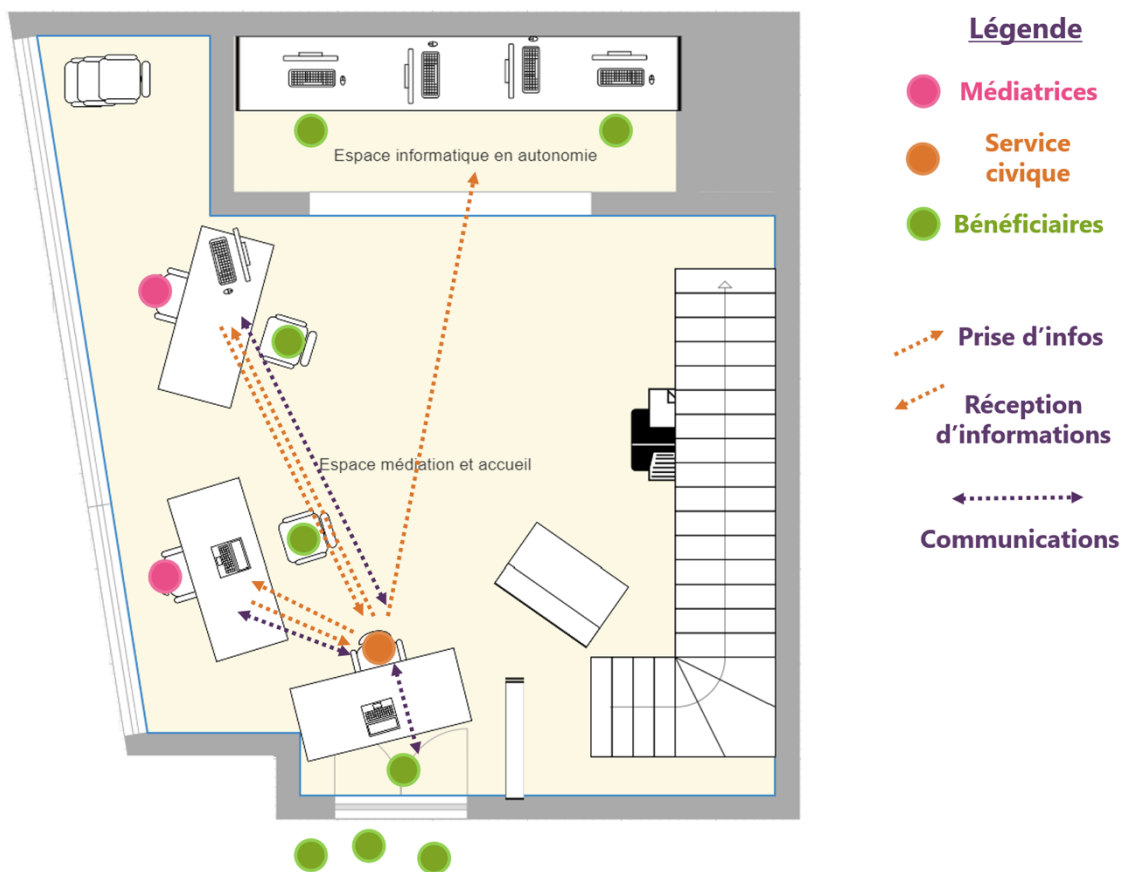 Légende
Médiatrices
Service
civique
Bénéficiaires
Prise d'infos
Réception
d'informations
Communications
Espace informatique en autonomie
Espace médiation et accueil